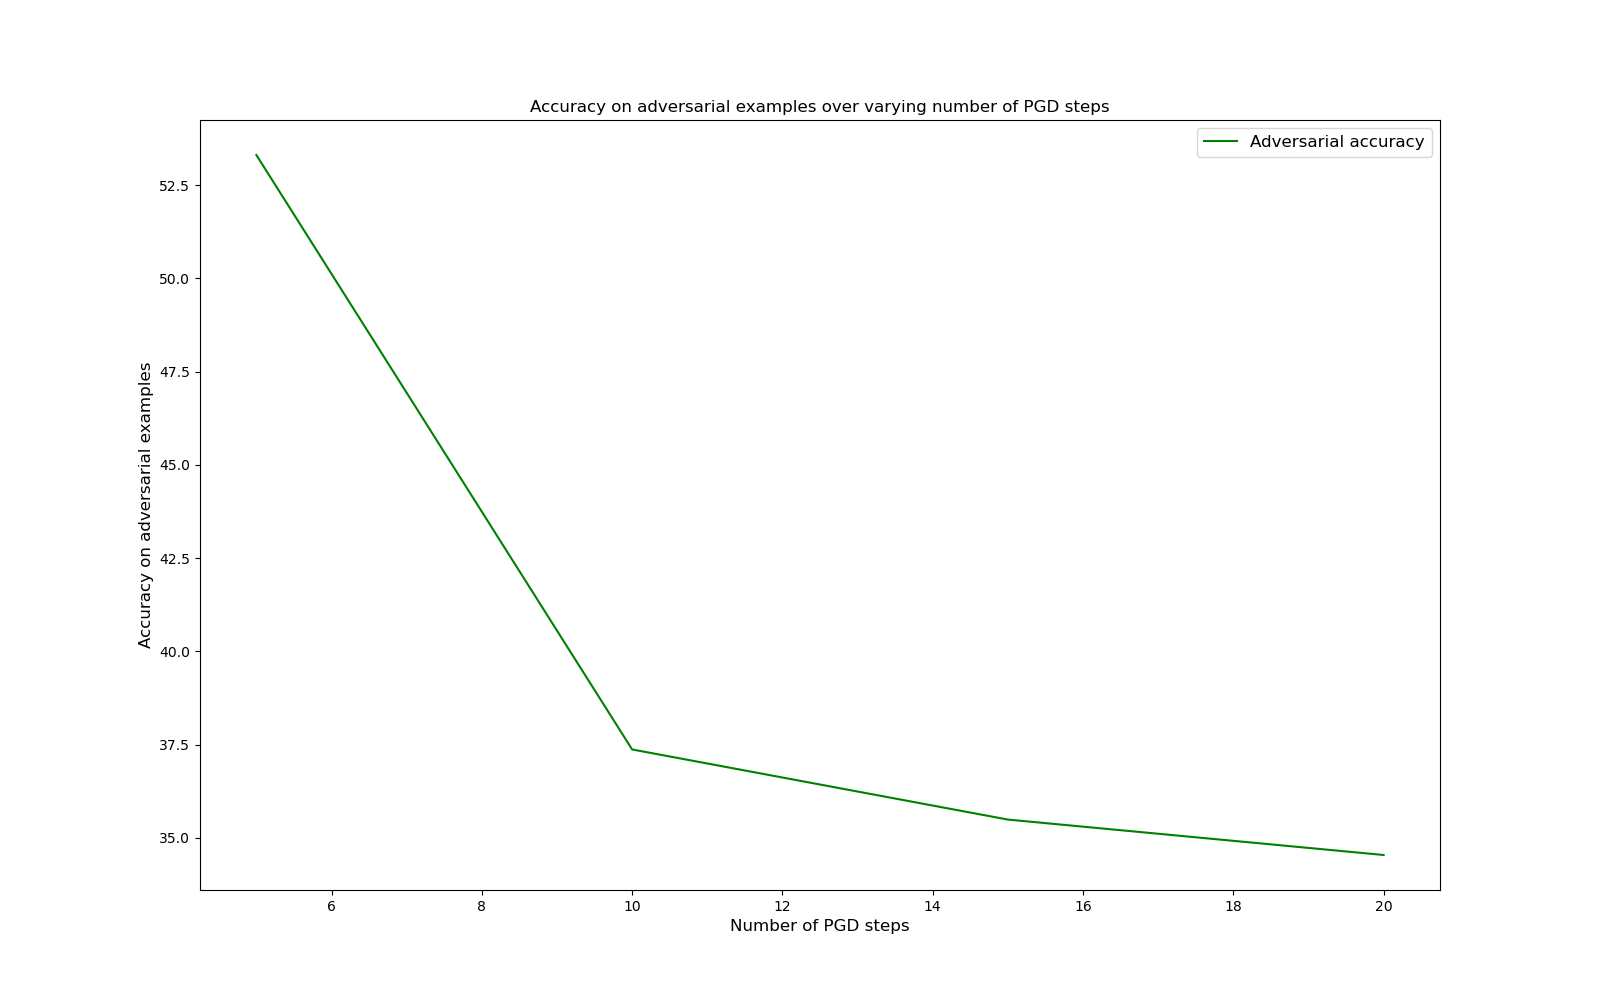 Accuracy on adversarial examples over varying number of PGD steps
Adversarial accuracy
52.5
50.0
47.5
45.0
42.5
40.0
37.5
35.0
Accuracy on adversarial examples
6 8 10 12 14 16 18 20
Number of PGD steps